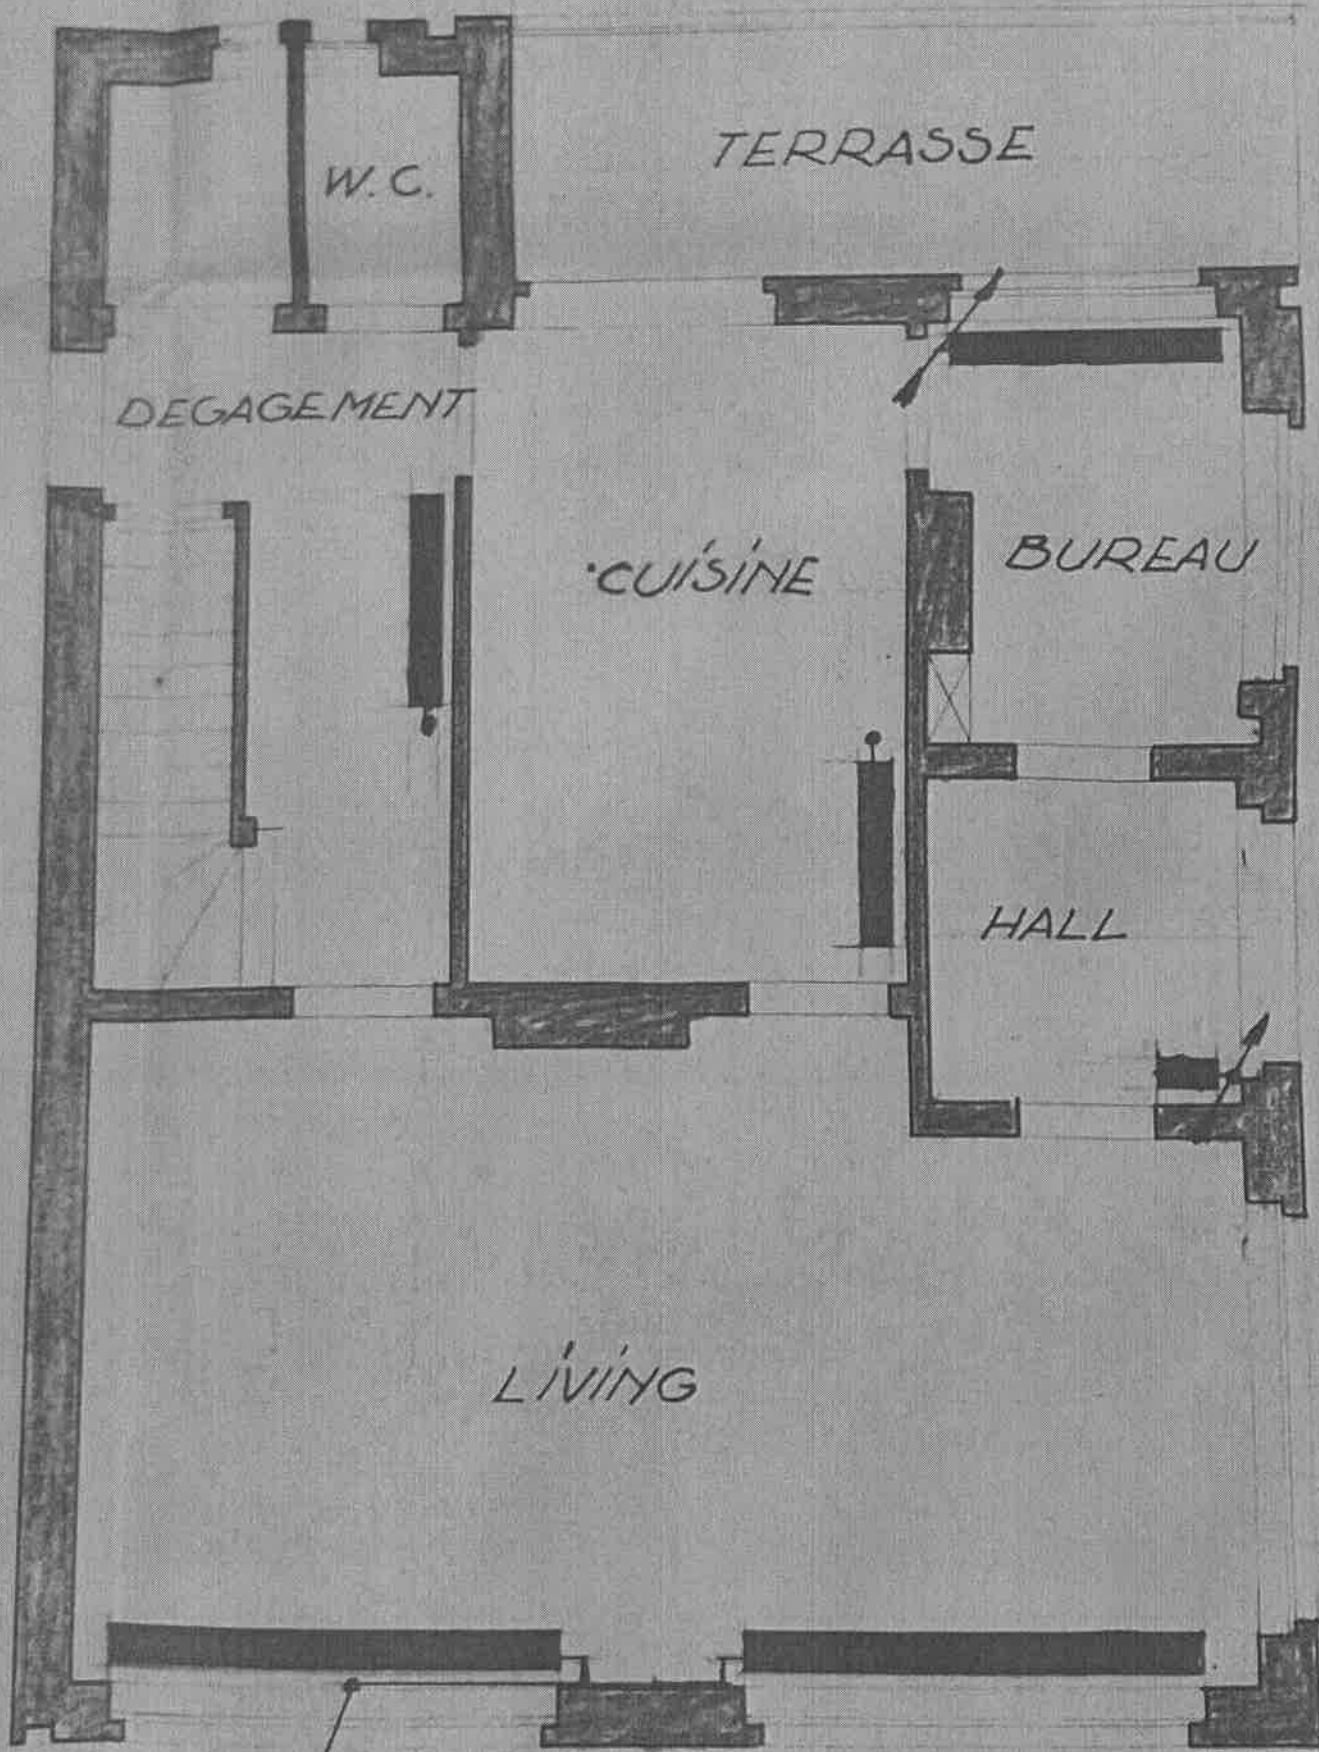 TERRASSE
W.C.
DEGAGEMENT
BUREAU
CUISINE
HALL
LIVING